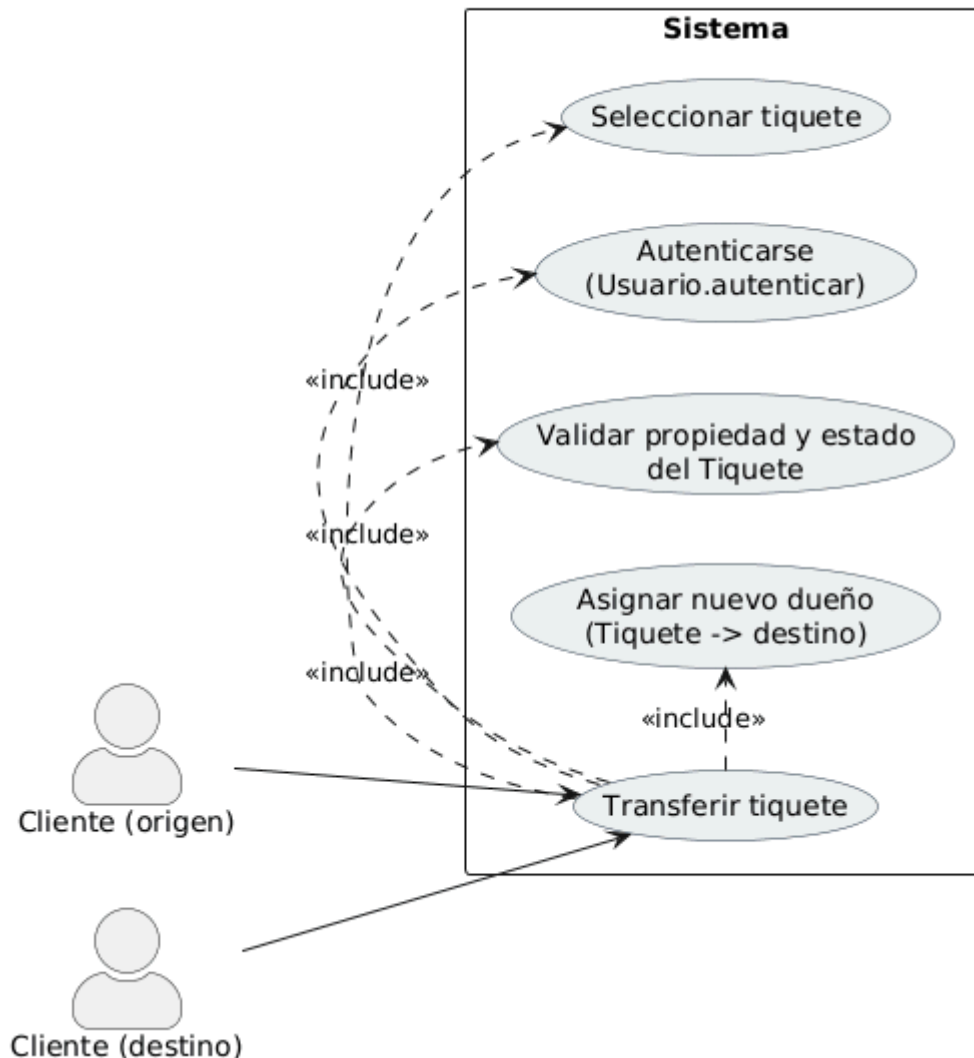 Sistema
Seleccionar tiquete
Autenticarse
(Usuario.autenticar)
«include»
Validar propiedad y estado
del Tiquete
«include»
Asignar nuevo dueño
(Tiquete -> destino)
«include»
«include»
Transferir tiquete
Cliente (origen)
Cliente (destino)